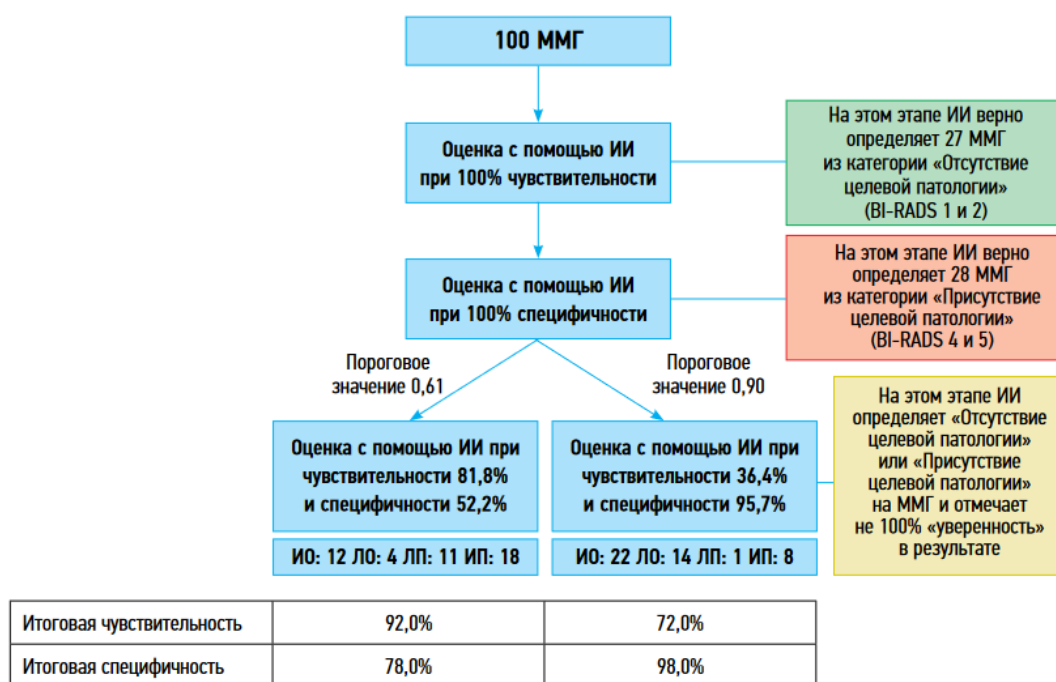 100 ММГ
Оценка с помощью ИИ
при 100% чувствительности
На этом этапе ИИ верно
определяет 27 ММГ
из категории «Отсутствие
целевой патологии»
(BI-RADS 1 и 2)
Оценка с помощью ИИ
при 100% специфичности
На этом этапе ИИ верно
определяет 28 ММГ
из категории «Присутствие
целевой патологии»
(BI-RADS 4 и 5)
Пороговое
значение 0,61
Пороговое
значение 0,90
Оценка с помощью ИИ при
чувствительности 81,8%
и специфичности 52,2%
Оценка с помощью ИИ при
чувствительности 36,4%
и специфичности 95,7%
На этом этапе ИИ
определяет «Отсутствие
целевой патологии»
или «Присутствие
целевой патологии»
на ММГ и отмечает
не 100% «уверенность»
в результате
ИО: 12 ЛО: 4 ЛП: 11 ИП: 18
ИО: 22 ЛО: 14 ЛП: 1 ИП: 8
Итоговая чувствительность 92,0% 72,0%
Итоговая специфичность 78,0% 98,0%